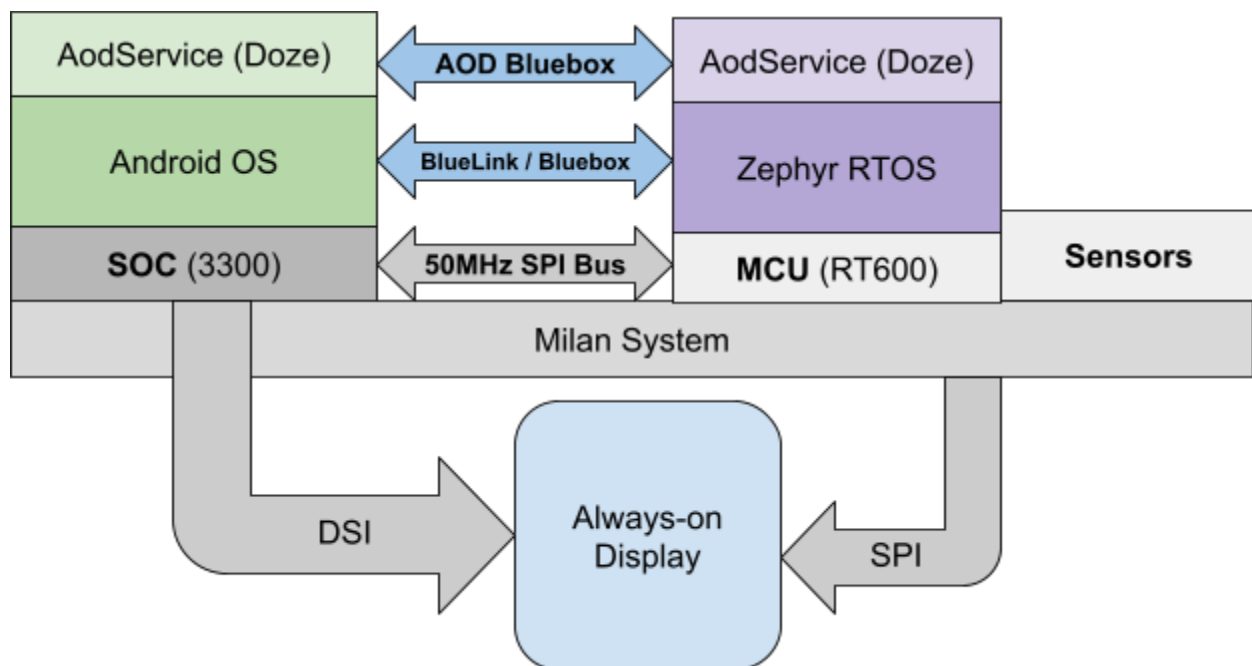 AodService (Doze)
AOD Bluebox
AodService (Doze)
Android OS
BlueLink / Bluebox
Zephyr RTOS
SOC (3300)
50MHz SPI Bus
MCU (RT600)
Sensors
Milan System
DSI
Always-on
Display
SPI